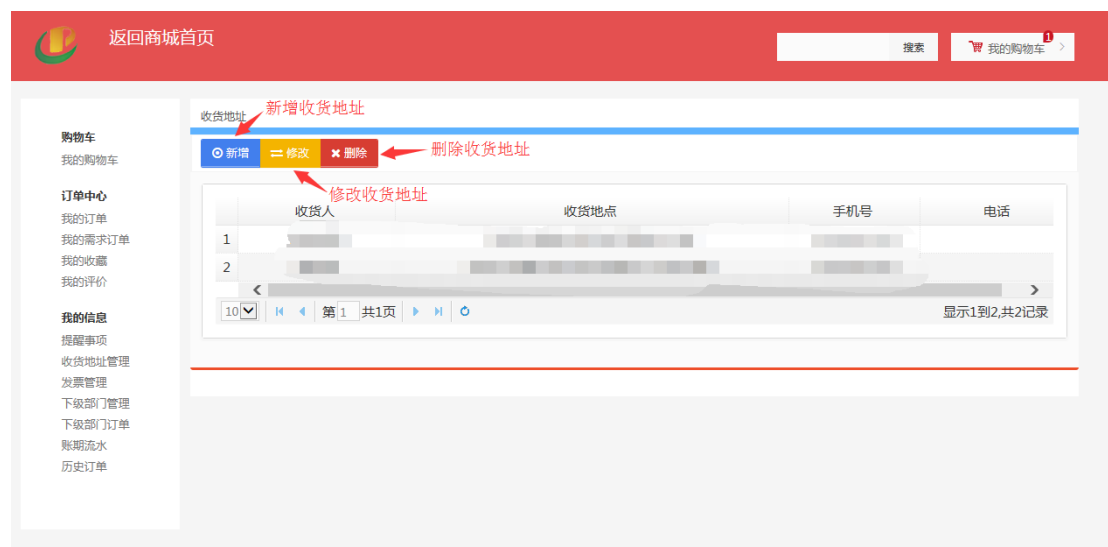 返回商城首页
搜索
我的购物车
1
购物车
我的购物车
订单中心
我的订单
我的需求订单
我的收藏
我的评价
我的信息
提醒事项
收货地址管理
发票管理
下级部门管理
下级部门订单
账期流水
历史订单
收货地址
新增收货地址
新增 修改 删除
删除收货地址
修改收货地址
收货人 收货地点 手机号 电话
1
2
10 第 1 共1页 显示1到2,共2记录